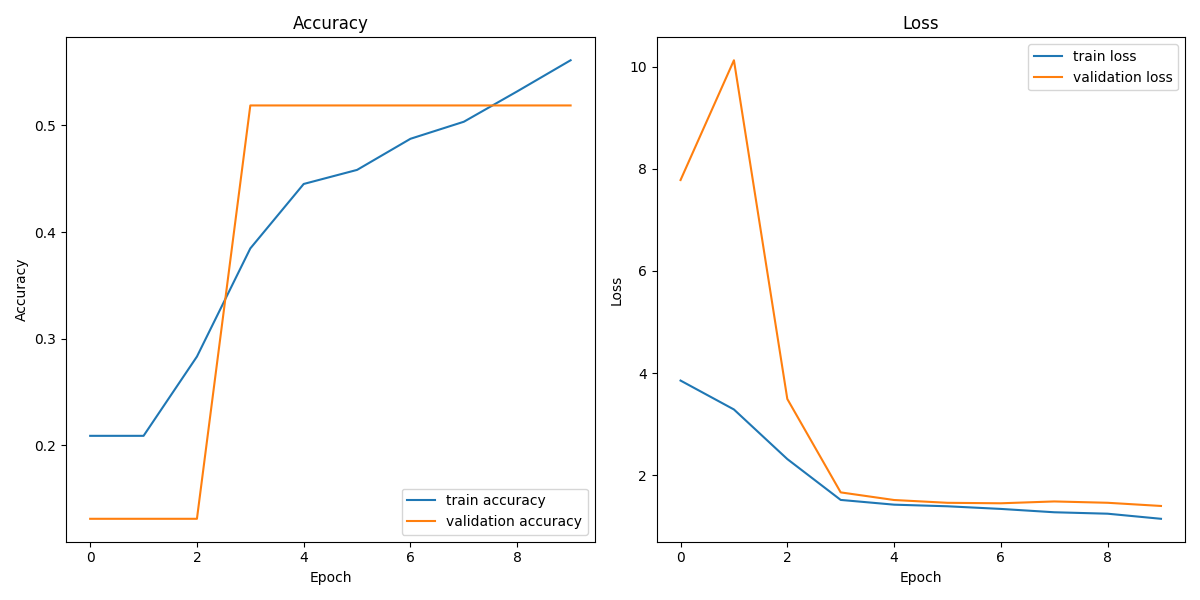 Accuracy
Accuracy
0.5
0.4
0.3
0.2
0 2 4 6 8
Epoch
train accuracy
validation accuracy
Loss
Loss
10
8
6
4
2
0 2 4 6 8
Epoch
train loss
validation loss